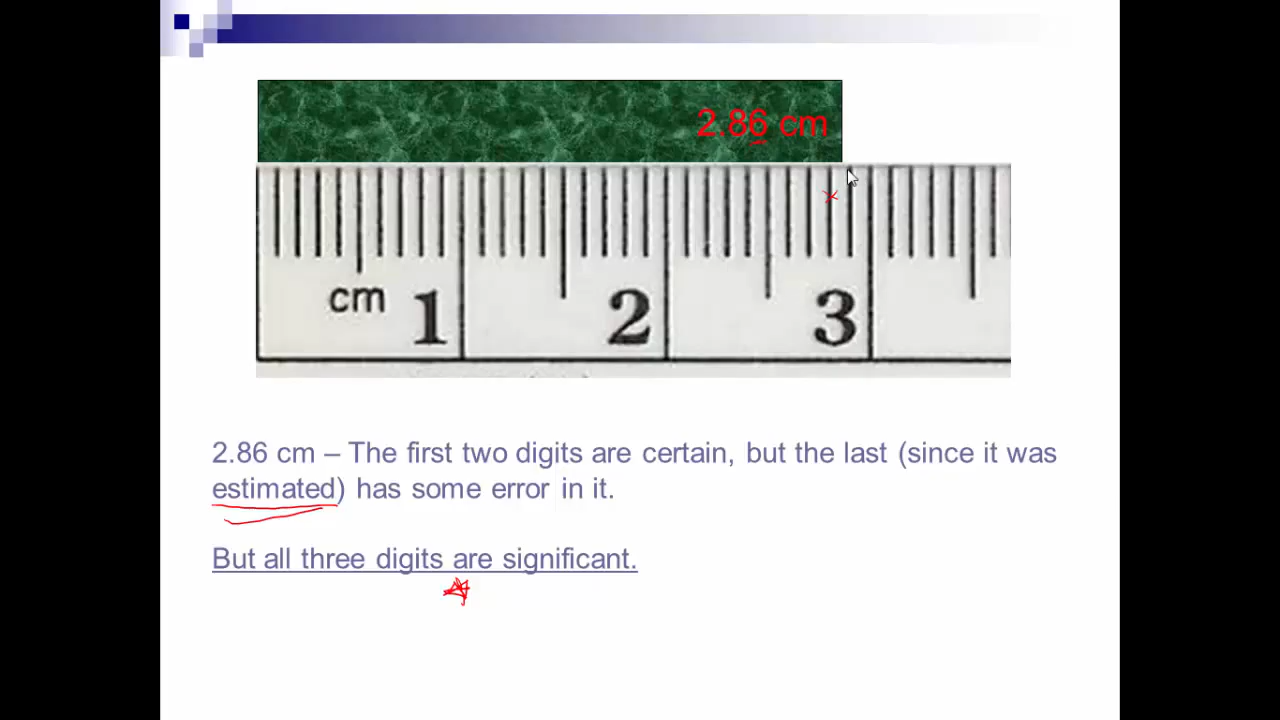 2.86 cm
cm 1 2 3
2.86 cm – The first two digits are certain, but the last (since it was
estimated) has some error in it.
But all three digits are significant.